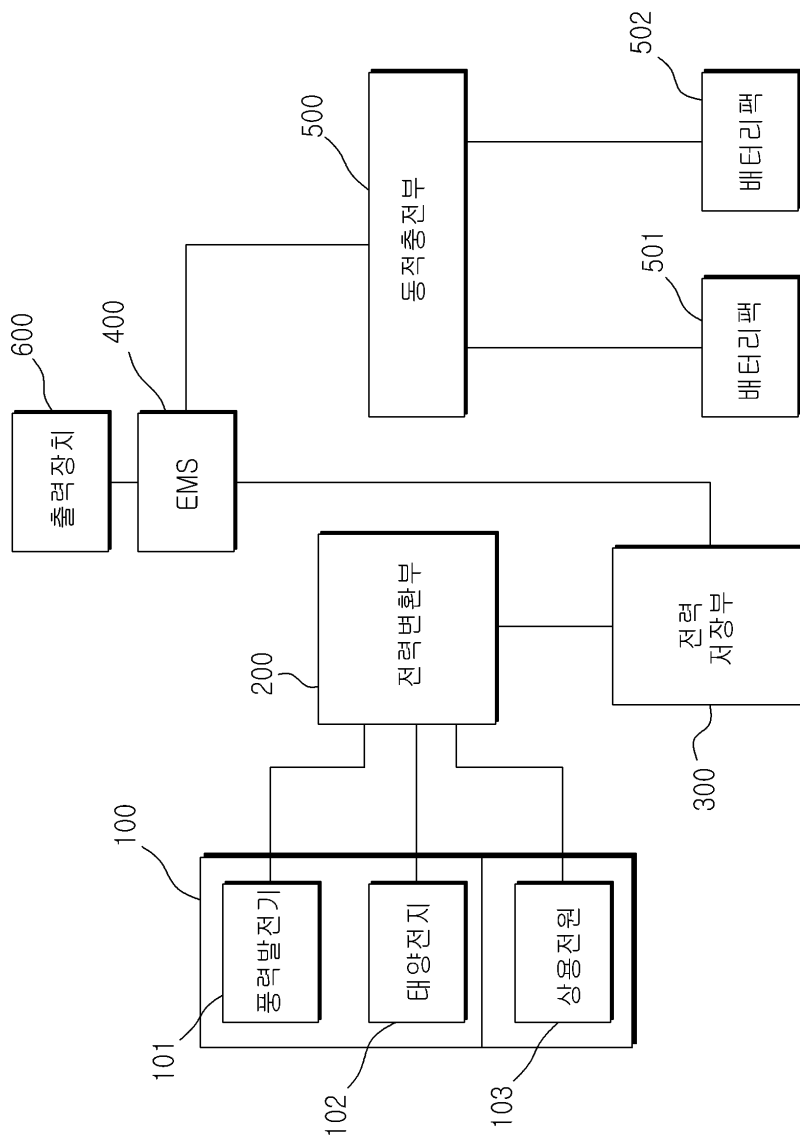 100
101
풍력발전기
102
태양전지
103
상용전원
200
전력변환부
300
전력
저장부
600
출력장치
400
EMS
500
동적충전부
501
배터리팩
502
배터리팩